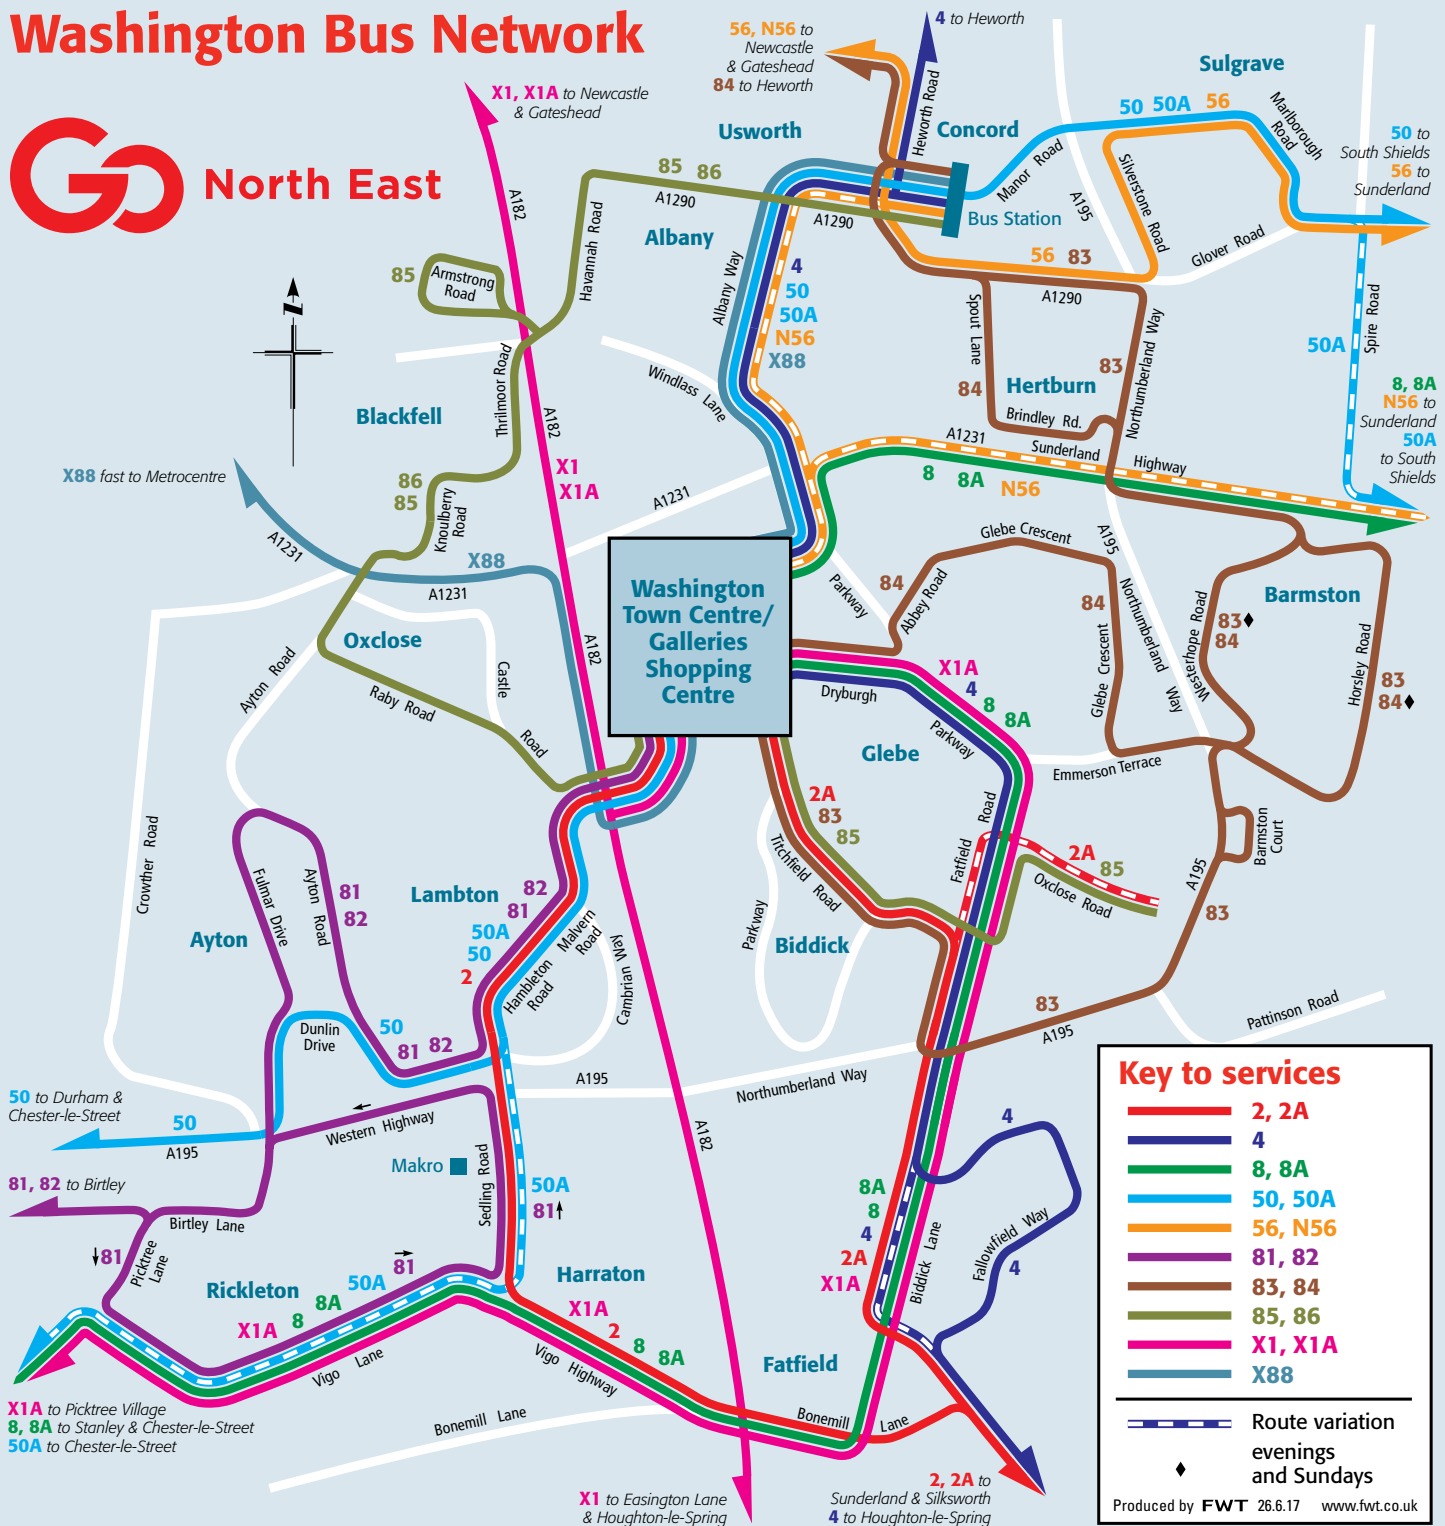 Washington Bus Network
GO North East
X1, X1A to Newcastle
& Gateshead
56, N56 to
Newcastle
& Gateshead
84 to Heworth
4 to Heworth
Heworth Road
Usworth
Concord
Sulgrave
50 50A 56
Marlborough
Road
50 to
South Shields
56 to
Sunderland
Manor Road
A195
Silverstone Road
Glover Road
Bus Station
85 86
A1290
A1290
A182
Albany
Havannah Road
85
Armstrong
Road
Albany Way
4
50
50A
N56
X88
56 83
A1290
Spout Lane
Northumberland Way
83
84
Hertburn
Brindley Rd.
Spire Road
50A
8, 8A
N56 to
Sunderland
50A
to South
Shields
N
Thrilmoor Road
Blackfell
A182
Windlass Lane
X1
X1A
A1231
Sunderland
Highway
8 8A N56
X88 fast to Metrocentre
86
85
Knoulberry
Road
A1231
A1231
X88
A1231
Washington
Town Centre/
Galleries
Shopping
Centre
Parkway
84
Abbey Road
Glebe Crescent
A195
84
Glebe Crescent
Northumberland Way
Westerhope Road
83♦
84
Barmston
Horsley Road
83
84♦
Oxclose
Ayton Road
Castle
Road
Raby Road
A182
Dryburgh
X1A
4
8
8A
Parkway
Glebe
Emmerson Terrace
Barmston
Court
A195
83
2A
83
85
Titchfield Road
Parkway
Fatfield Road
2A
85
Oxclose Road
Biddick
Crowther Road
Fulmar Drive
Ayton Road
81
82
Ayton
Lambton
82
81
50A
50
2
Malvern
Road
Hambleton
Road
Cambrian Way
Dunlin
Drive
50
81 82
83
A195
Pattinson Road
A195
Northumberland Way
50 to Durham &
Chester-le-Street
50
A195
Western Highway
Makro
Sedling Road
50A
81
A182
81, 82 to Birtley
Birtley Lane
81
Picktree
Lane
81
50A
Rickleton
8A
8
X1A
Vigo Lane
Harraton
X1A
2
8
8A
Vigo Highway
8A
8
4
2A
X1A
Biddick Lane
4
Fallowfield Way
4
Fatfield
Bonemill Lane
Bonemill Lane
X1A to Picktree Village
8, 8A to Stanley & Chester-le-Street
50A to Chester-le-Street
X1 to Easington Lane
& Houghton-le-Spring
2, 2A to
Sunderland & Silksworth
4 to Houghton-le-Spring
Key to services
2, 2A
4
8, 8A
50, 50A
56, N56
81, 82
83, 84
85, 86
X1, X1A
X88
Route variation
♦ evenings
and Sundays
Produced by FWT 26.6.17 www.fwt.co.uk